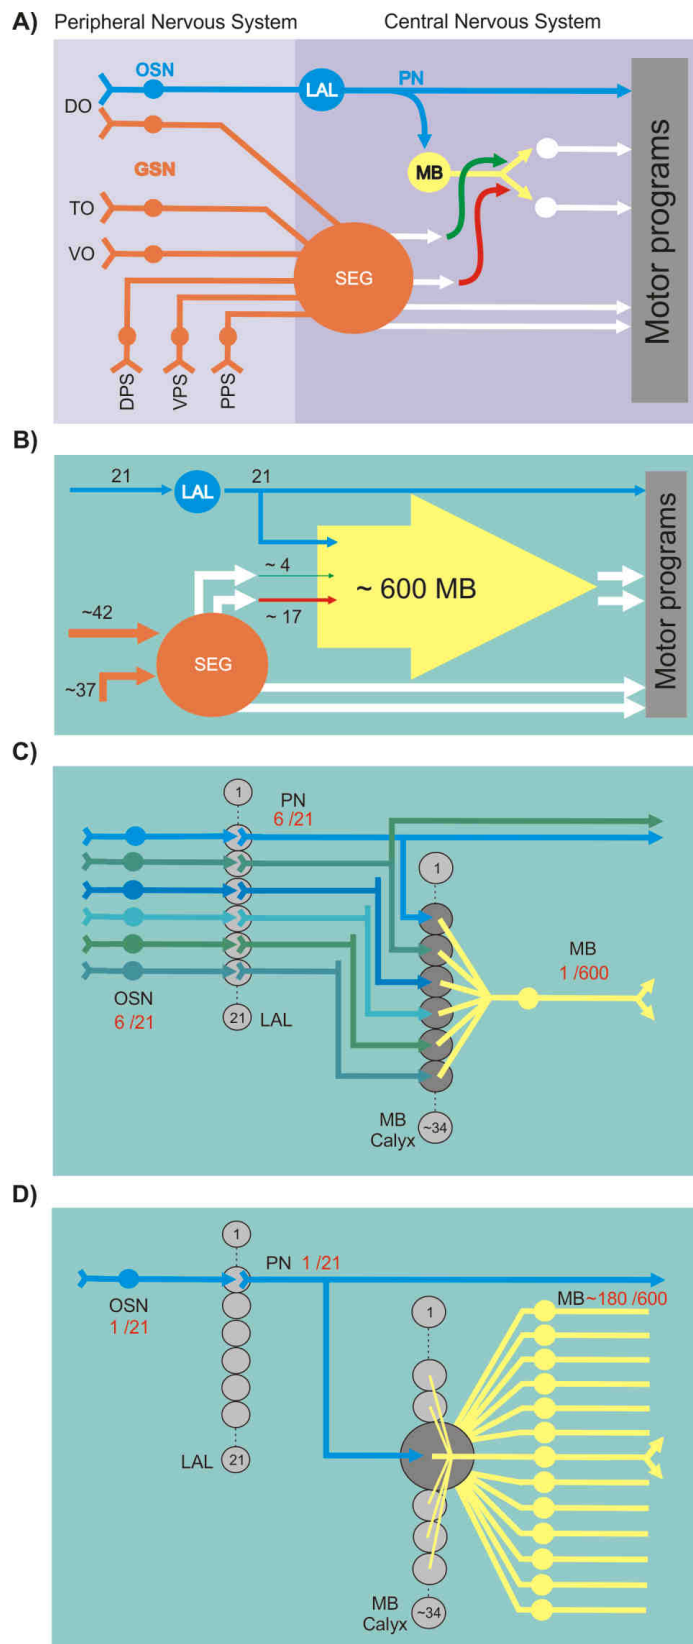 A)
Peripheral Nervous System
Central Nervous System
OSN
LAL
PN
DO
GSN
MB
TO
VO
SEG
DPS
VPS
PPS
Motor programs
B)
21
LAL
21
~ 4
~ 600 MB
~ 17
~42
SEG
~37
Motor programs
C)
1
PN
6 /21
1
MB
1 /600
OSN
6 /21
21
LAL
MB
Calyx
~34
D)
1
PN 1 /21
OSN
1 /21
MB~180 /600
1
LAL
21
MB
Calyx
~34